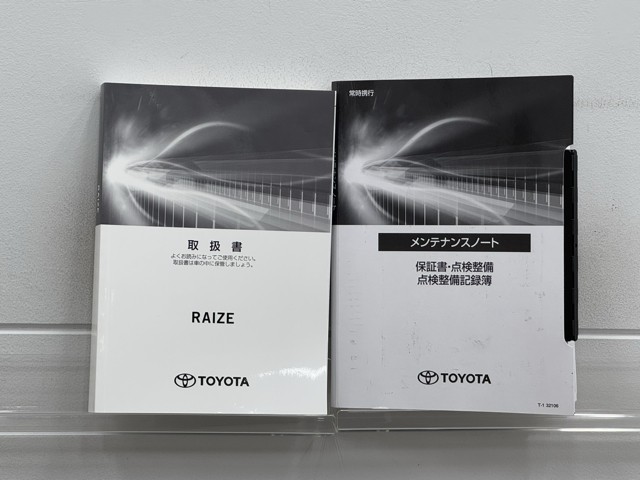 取扱書
よくお読みになってご使用ください。
取扱書は車の中に保管しましょう。
RAIZE
TOYOTA
常時携行
メンテナンスノート
保証書・点検整備
点検整備記録簿
TOYOTA
T-1 32108